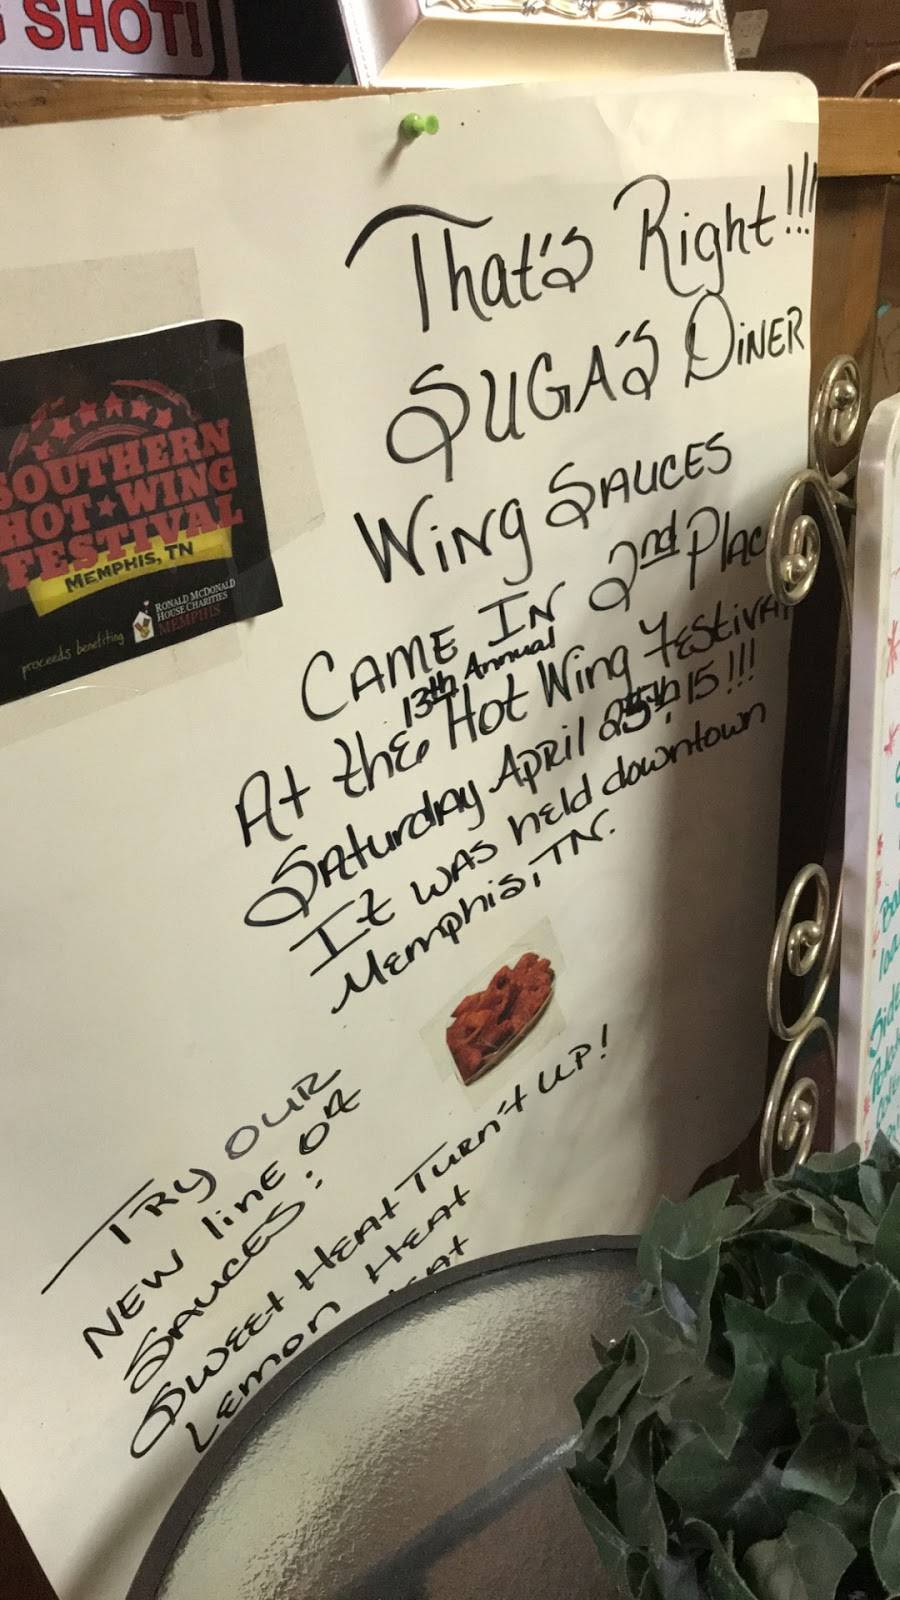 SHOT!
That's Right!!!
SUGA'S DINER
WING SAUCES
CAME IN 2nd PLAC
13th Annual
At the Hot Wing Festival
Saturday April 25th, 15!!!
It was held downtown
Memphis, TN.
SOUTHERN
HOT★WING
FESTIVAL
MEMPHIS, TN
proceeds benefiting
RONALD MCDONALD
HOUSE CHARITIES
MEMPHIS
TRY OUR
NEW line OF
SAUCES:
SWEET HEAT TURN't UP!
Lemon HEAT